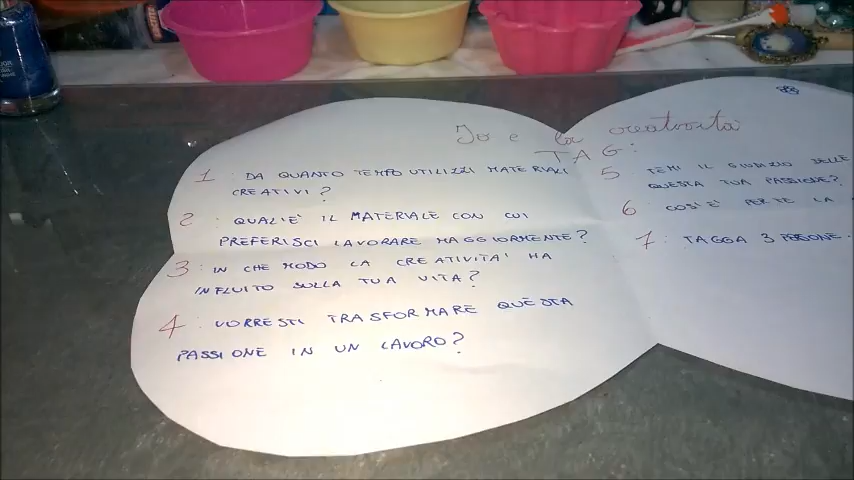 Io e la creatività
TAG:
1 : DA QUANTO TEMPO UTILIZZI MATERIALI
CREATIVI?
2 : QUAL'E' IL MATERIALE CON CUI
PREFERISCI LAVORARE MAGGIORMENTE?
3 : IN CHE MODO LA CREATIVITA' HA
INFLUITO SULLA TUA VITA?
4 : VORRESTI TRASFORMARE QUESTA
PASSIONE IN UN LAVORO?
5 : TEMI IL GIUDIZIO DELLE
QUESTA TUA PASSIONE?
6 : COS'E' PER TE LA
7 : TAGGA 3 PERSONE.